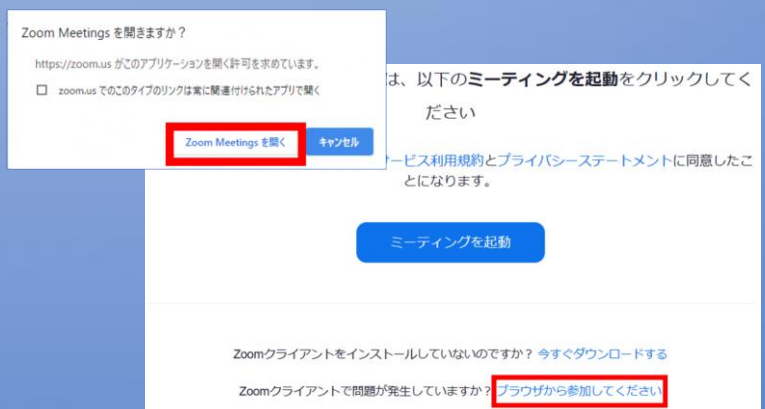 Zoom Meetings を開きますか？
https://zoom.us がこのアプリケーションを開く許可を求めています。
zoom.us でのこのタイプのリンクは常に関連付けられたアプリで開く
Zoom Meetings を開く
キャンセル
は、以下のミーティングを起動をクリックしてく
ださい
ービス利用規約とプライバシーステートメントに同意したこ
とになります。
ミーティングを起動
Zoomクライアントをインストールしていないのですか？ 今すぐダウンロードする
Zoomクライアントで問題が発生していますか？ ブラウザから参加してください